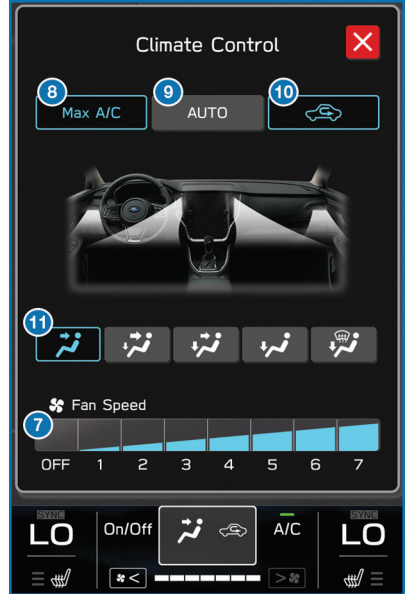 Climate Control
8 9 10
Max A/C AUTO
11
Fan Speed
7
OFF 1 2 3 4 5 6 7
SYNC SYNC
LO On/Off A/C LO
< >